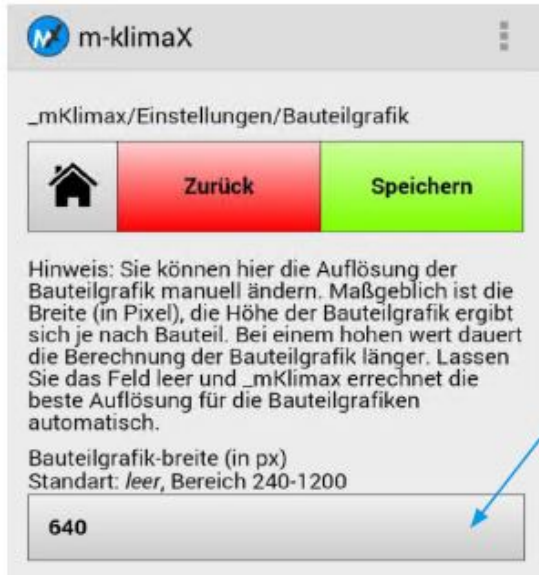 m-klimaX
_mKlimax/Einstellungen/Bauteilgrafik
Zurück
Speichern
Hinweis: Sie können hier die Auflösung der
Bauteilgrafik manuell ändern. Maßgeblich ist die
Breite (in Pixel), die Höhe der Bauteilgrafik ergibt
sich je nach Bauteil. Bei einem hohen wert dauert
die Berechnung der Bauteilgrafik länger. Lassen
Sie das Feld leer und _mKlimax errechnet die
beste Auflösung für die Bauteilgrafiken
automatisch.
Bauteilgrafik-breite (in px)
Standart: leer, Bereich 240-1200
640